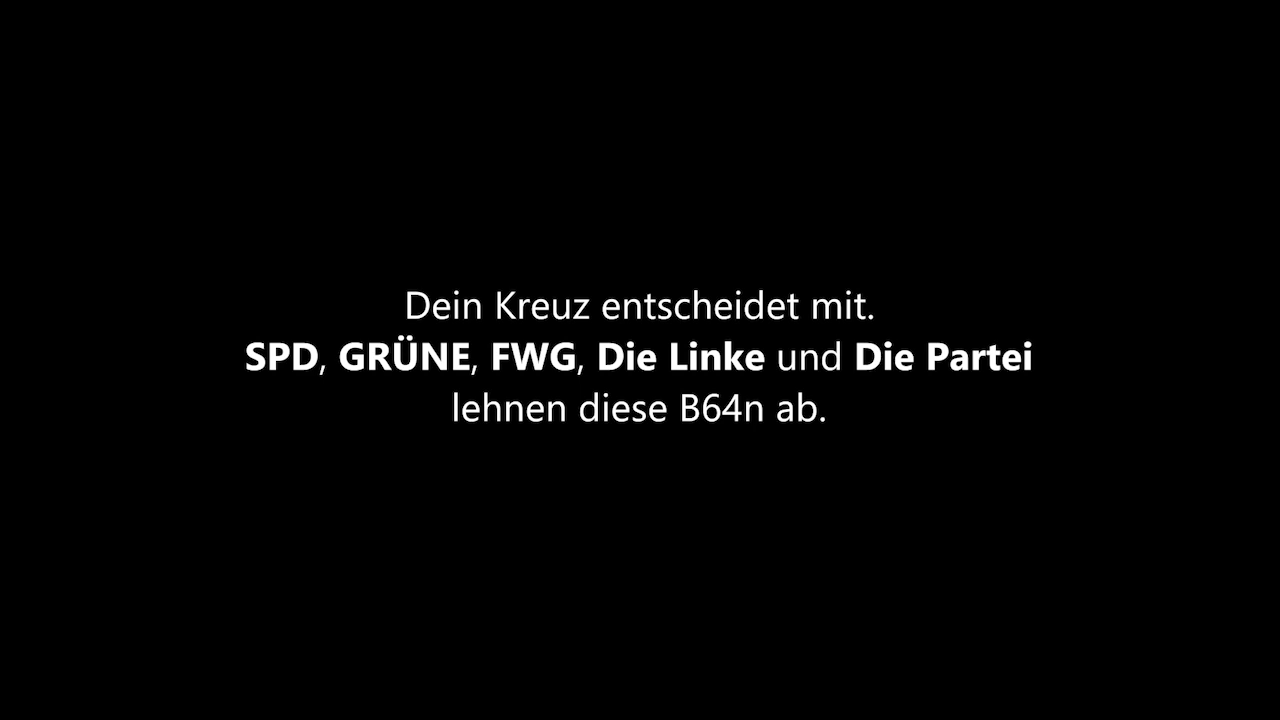 Dein Kreuz entscheidet mit.
SPD, GRÜNE, FWG, Die Linke und Die Partei
lehnen diese B64n ab.